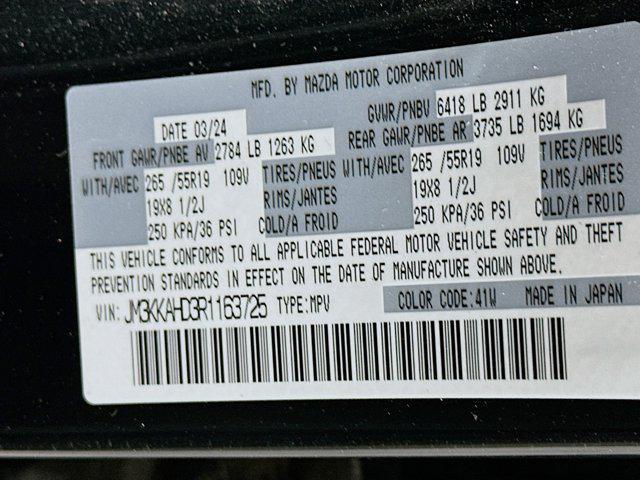 MFD. BY MAZDA MOTOR CORPORATION
DATE 03/24 GVWR/PNBV 6418 LB 2911 KG
FRONT GAWR/PNBE AV 2784 LB 1263 KG REAR GAWR/PNBE AR 3735 LB 1694 KG
WITH/AVEC 265 /55R19 109V TIRES/PNEUS WITH/AVEC 265 /55R19 109V TIRES/PNEUS
19X8 1/2J RIMS/JANTES 19X8 1/2J RIMS/JANTES
250 KPA/36 PSI COLD/A FROID 250 KPA/36 PSI COLD/A FROID
THIS VEHICLE CONFORMS TO ALL APPLICABLE FEDERAL MOTOR VEHICLE SAFETY AND THEFT
PREVENTION STANDARDS IN EFFECT ON THE DATE OF MANUFACTURE SHOWN ABOVE.
VIN: JM3KKAHD3R1163725 TYPE:MPV COLOR CODE:41W MADE IN JAPAN